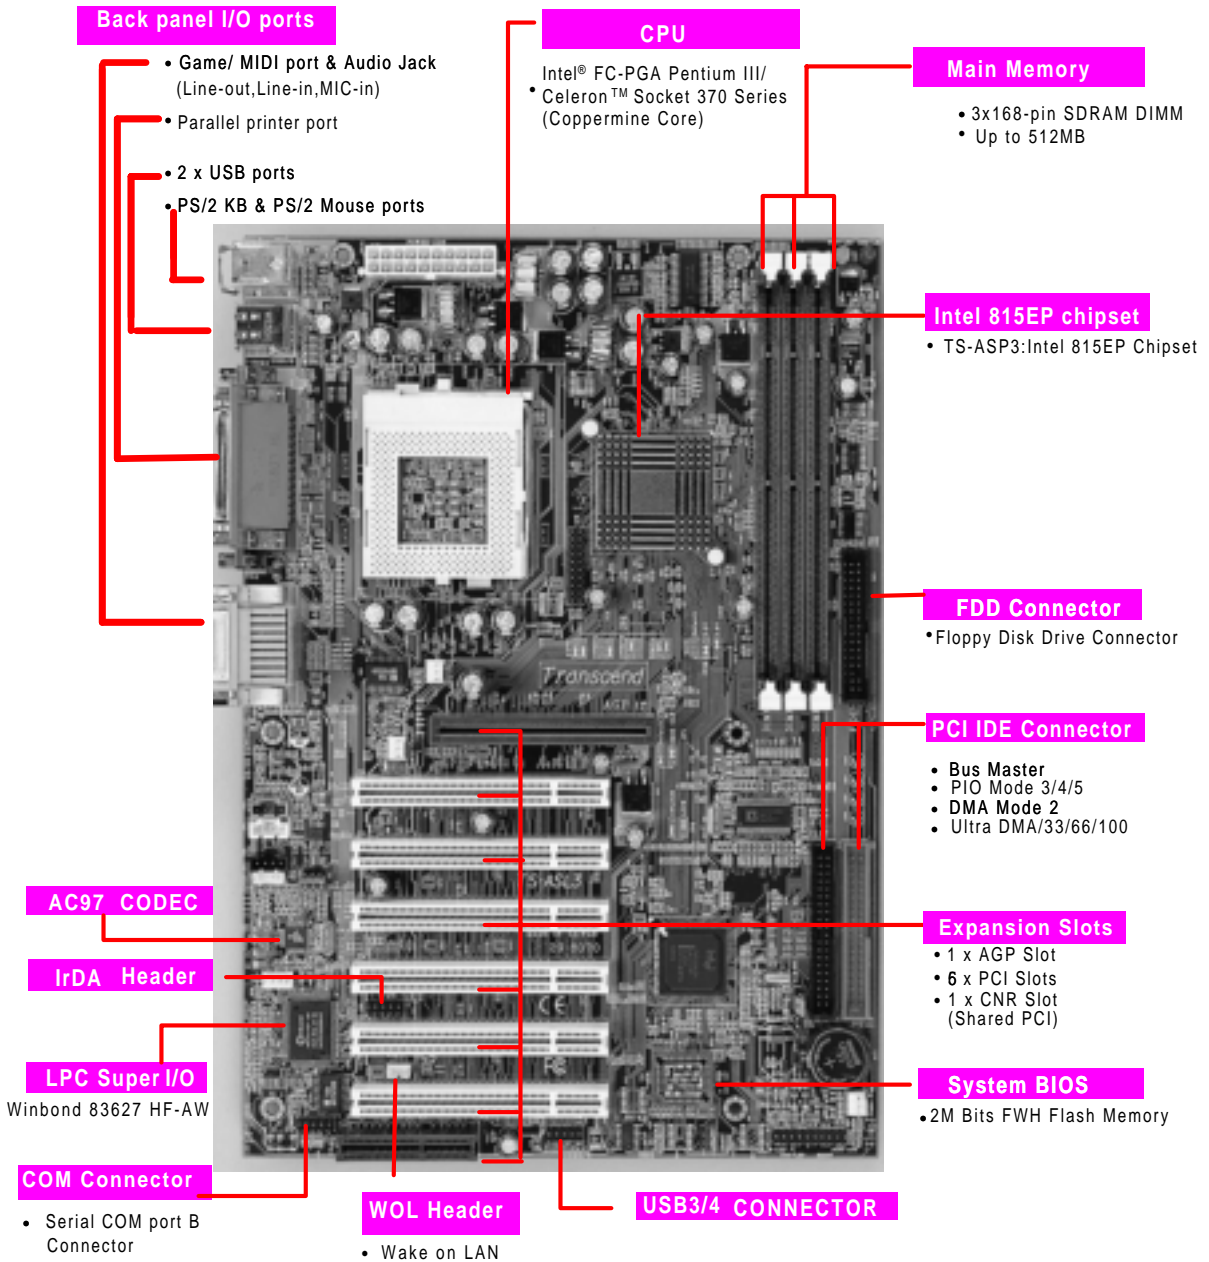 Back panel I/O ports
• Game/ MIDI port & Audio Jack
(Line-out,Line-in,MIC-in)
• Parallel printer port
• 2 x USB ports
• PS/2 KB & PS/2 Mouse ports
CPU
Intel® FC-PGA Pentium III/
• Celeron™ Socket 370 Series
(Coppermine Core)
Main Memory
• 3x168-pin SDRAM DIMM
• Up to 512MB
Intel 815EP chipset
• TS-ASP3:Intel 815EP Chipset
FDD Connector
• Floppy Disk Drive Connector
Transcend
PCI IDE Connector
• Bus Master
• PIO Mode 3/4/5
• DMA Mode 2
• Ultra DMA/33/66/100
AC97 CODEC
Expansion Slots
• 1 x AGP Slot
• 6 x PCI Slots
• 1 x CNR Slot
(Shared PCI)
IrDA Header
CE
LPC Super I/O
Winbond 83627 HF-AW
System BIOS
• 2M Bits FWH Flash Memory
COM Connector
• Serial COM port B
Connector
WOL Header
• Wake on LAN
USB3/4 CONNECTOR